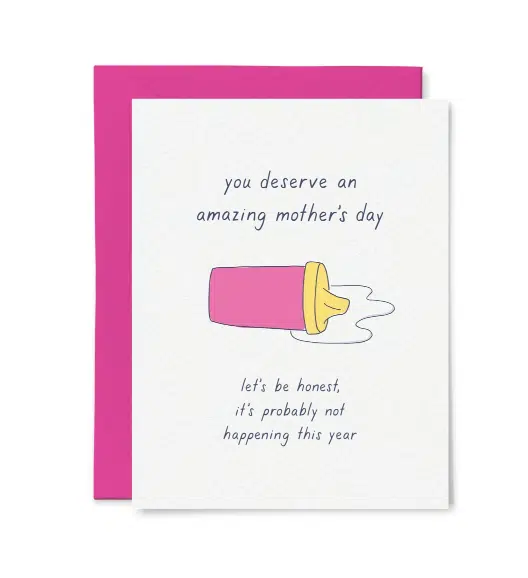 you deserve an
amazing mother's day
let's be honest,
it's probably not
happening this year